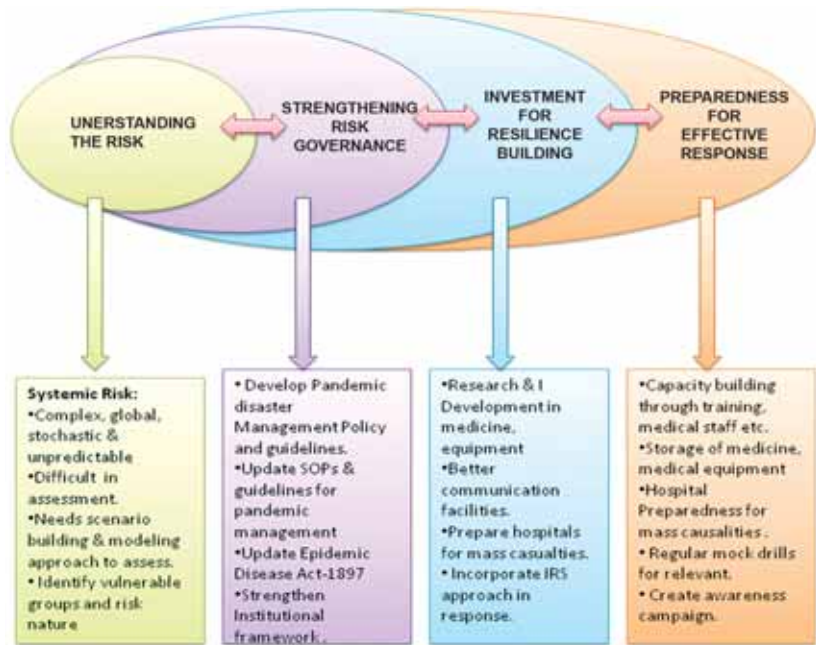 UNERSTANDING
THE RISK
STRENGTHENING
RISK
GOVERNANCE
INVESTMENT
FOR
RESILIENCE
BUILDING
PREPAREDNESS
FOR
EFFECTIVE
RESPONSE
Systemic Risk:
•Complex, global,
stochastic &
unpredictable
•Difficult in
assessment.
•Needs scenario
building & modeling
approach to assess.
• Identify vulnerable
groups and risk
nature
• Develop Pandemic
disaster
Management Policy
and guidelines.
•Update SOPs &
guidelines for
pandemic
management
•Update Epidemic
Disease Act-1897
•Strengthen
Institutional
framework .
•Research & I
Development in
medicine,
equipment
•Better
communication
facilities.
•Prepare hospitals
for mass casualties.
• Incorporate IRS
approach in
response.
•Capacity building
through training,
medical staff etc.
•Storage of medicine,
medical equipment
•Hospital
Preparedness for
mass causalities .
• Regular mock drills
for relevant.
• Create awareness
campaign.